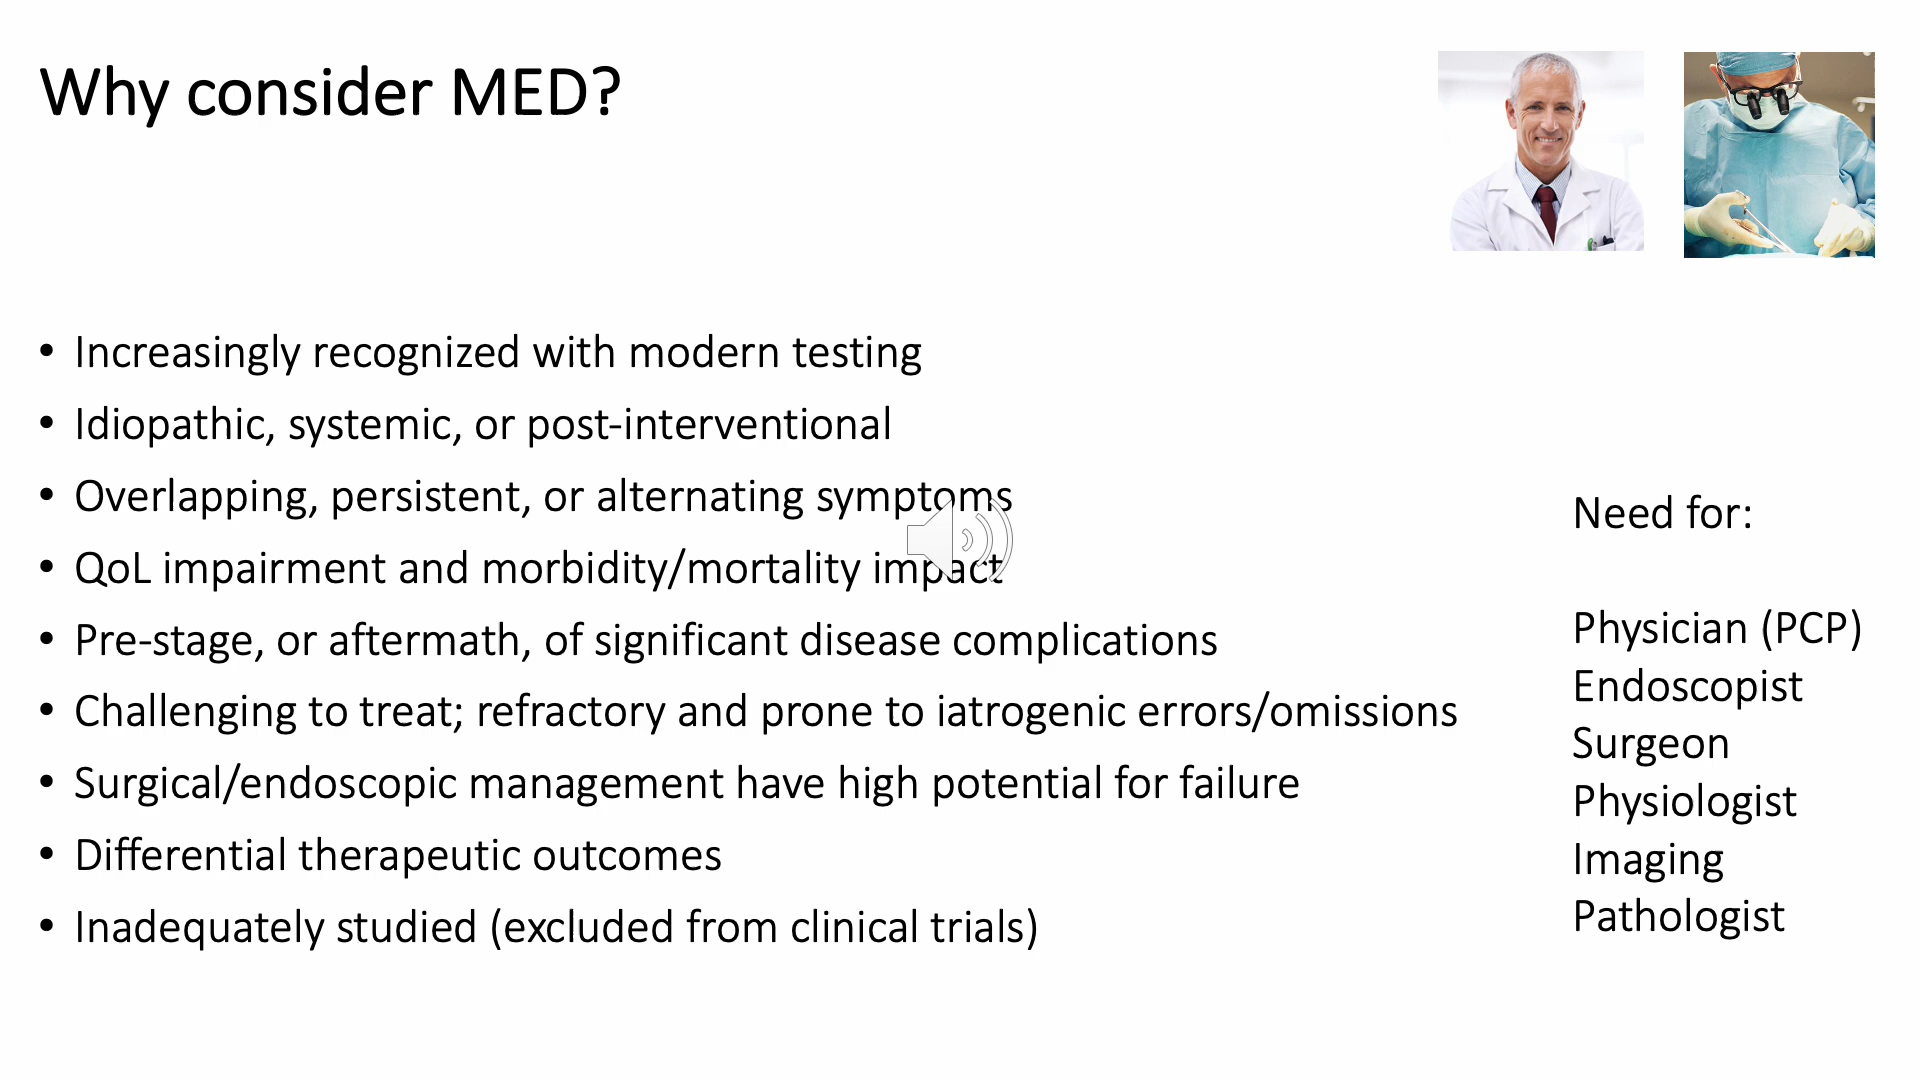 Why consider MED?
• Increasingly recognized with modern testing
• Idiopathic, systemic, or post-interventional
• Overlapping, persistent, or alternating symptoms
• QoL impairment and morbidity/mortality impact
• Pre-stage, or aftermath, of significant disease complications
• Challenging to treat; refractory and prone to iatrogenic errors/omissions
• Surgical/endoscopic management have high potential for failure
• Differential therapeutic outcomes
• Inadequately studied (excluded from clinical trials)
Need for:
Physician (PCP)
Endoscopist
Surgeon
Physiologist
Imaging
Pathologist